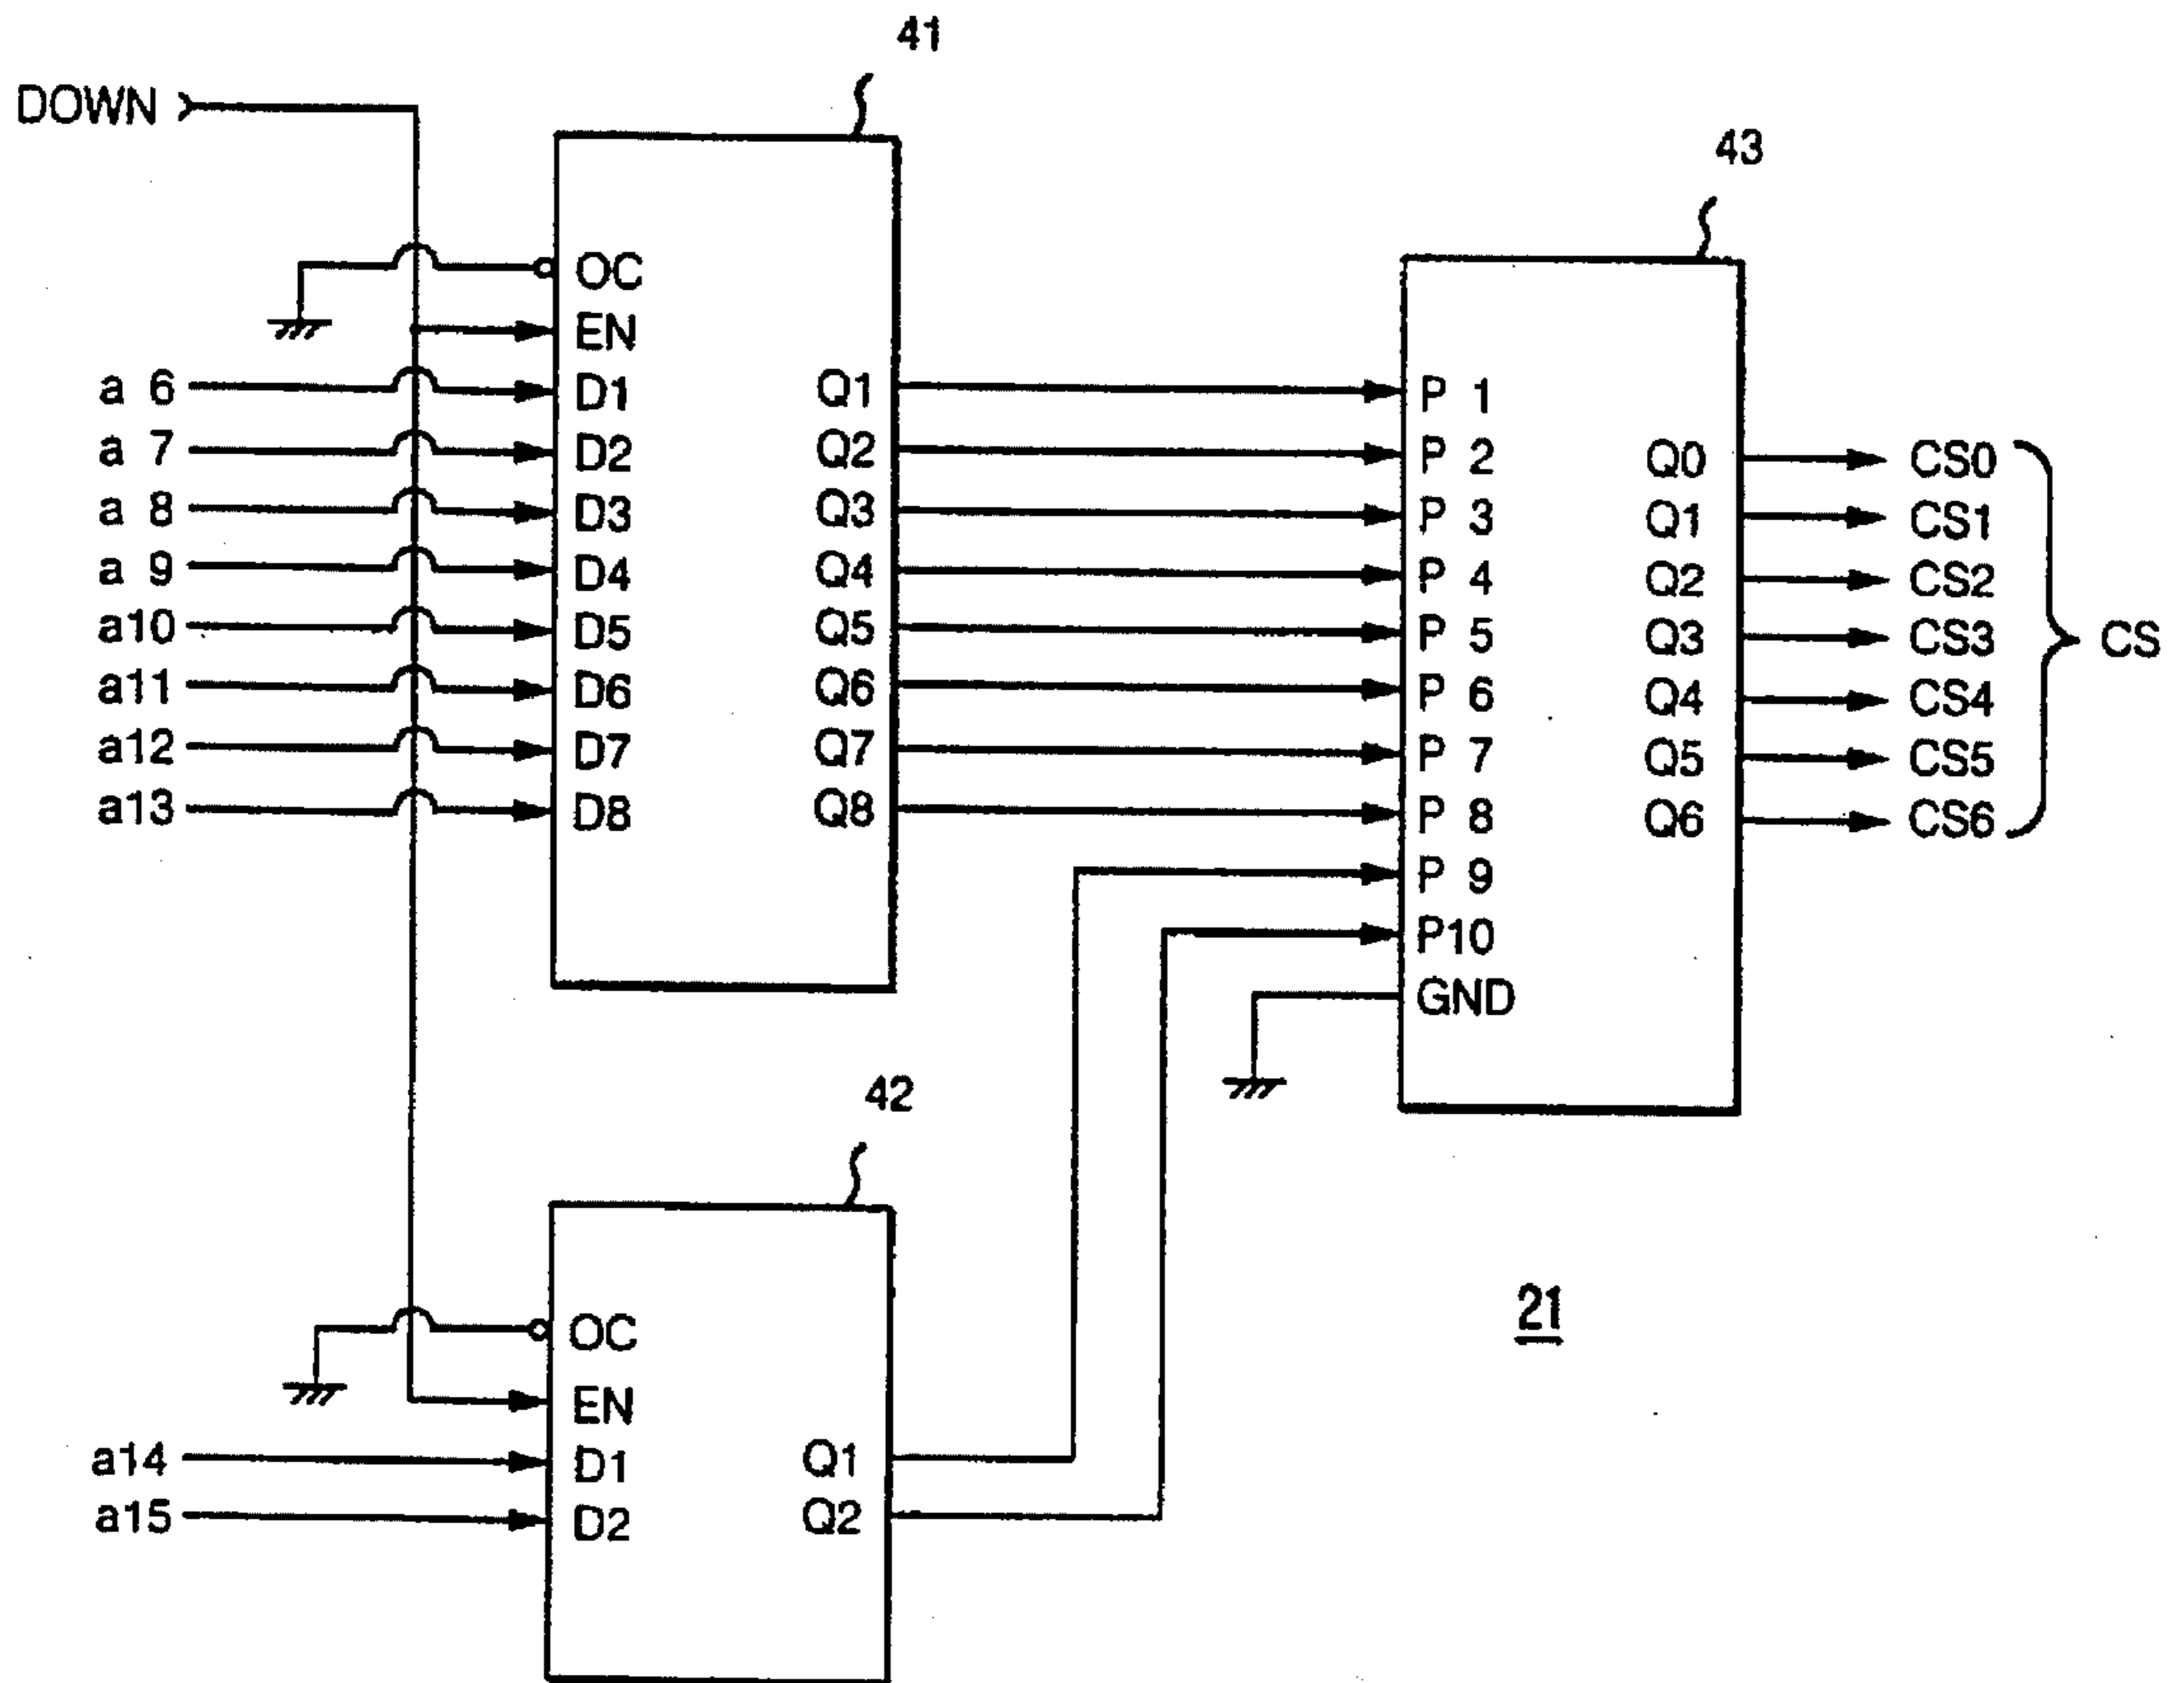 41
DOWN
43
OC
EN
a 6 D1 Q1 P 1
a 7 D2 Q2 P 2 Q0 CS0
a 8 D3 Q3 P 3 Q1 CS1
a 9 D4 Q4 P 4 Q2 CS2
a10 D5 Q5 P 5 Q3 CS3 CS
a11 D6 Q6 P 6 Q4 CS4
a12 D7 Q7 P 7 Q5 CS5
a13 D8 Q8 P 8 Q6 CS6
P 9
P10
GND
42
21
OC
EN
a14 D1 Q1
a15 D2 Q2